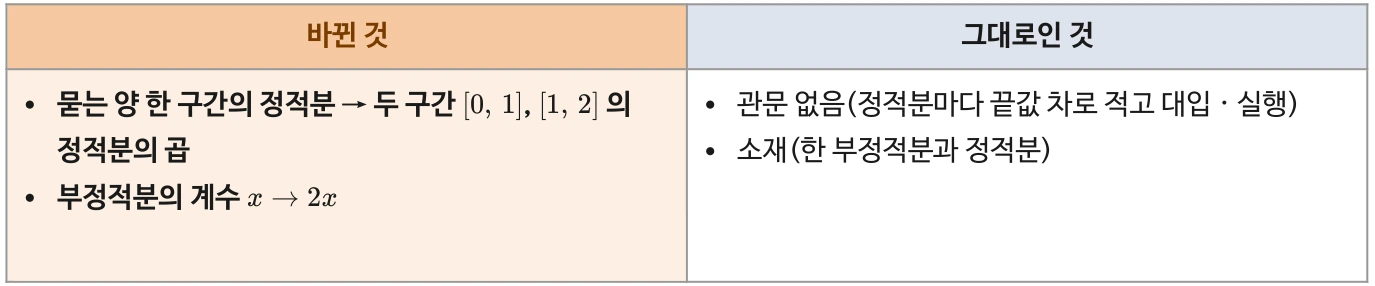 바뀐 것
그대로인 것
• 묻는 양 한 구간의 정적분 → 두 구간 [0, 1], [1, 2] 의
정적분의 곱
• 부정적분의 계수 x → 2x
• 관문 없음(정적분마다 끝값 차로 적고 대입 · 실행)
• 소재(한 부정적분과 정적분)